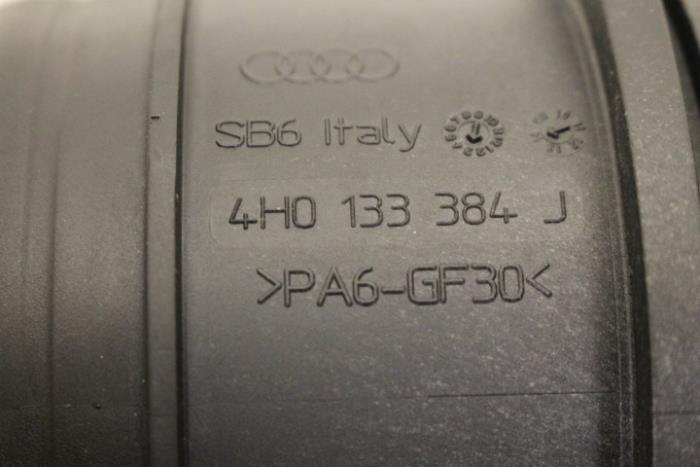 SB6 Italy
4H0 133 384 J
>PA6-GF30<